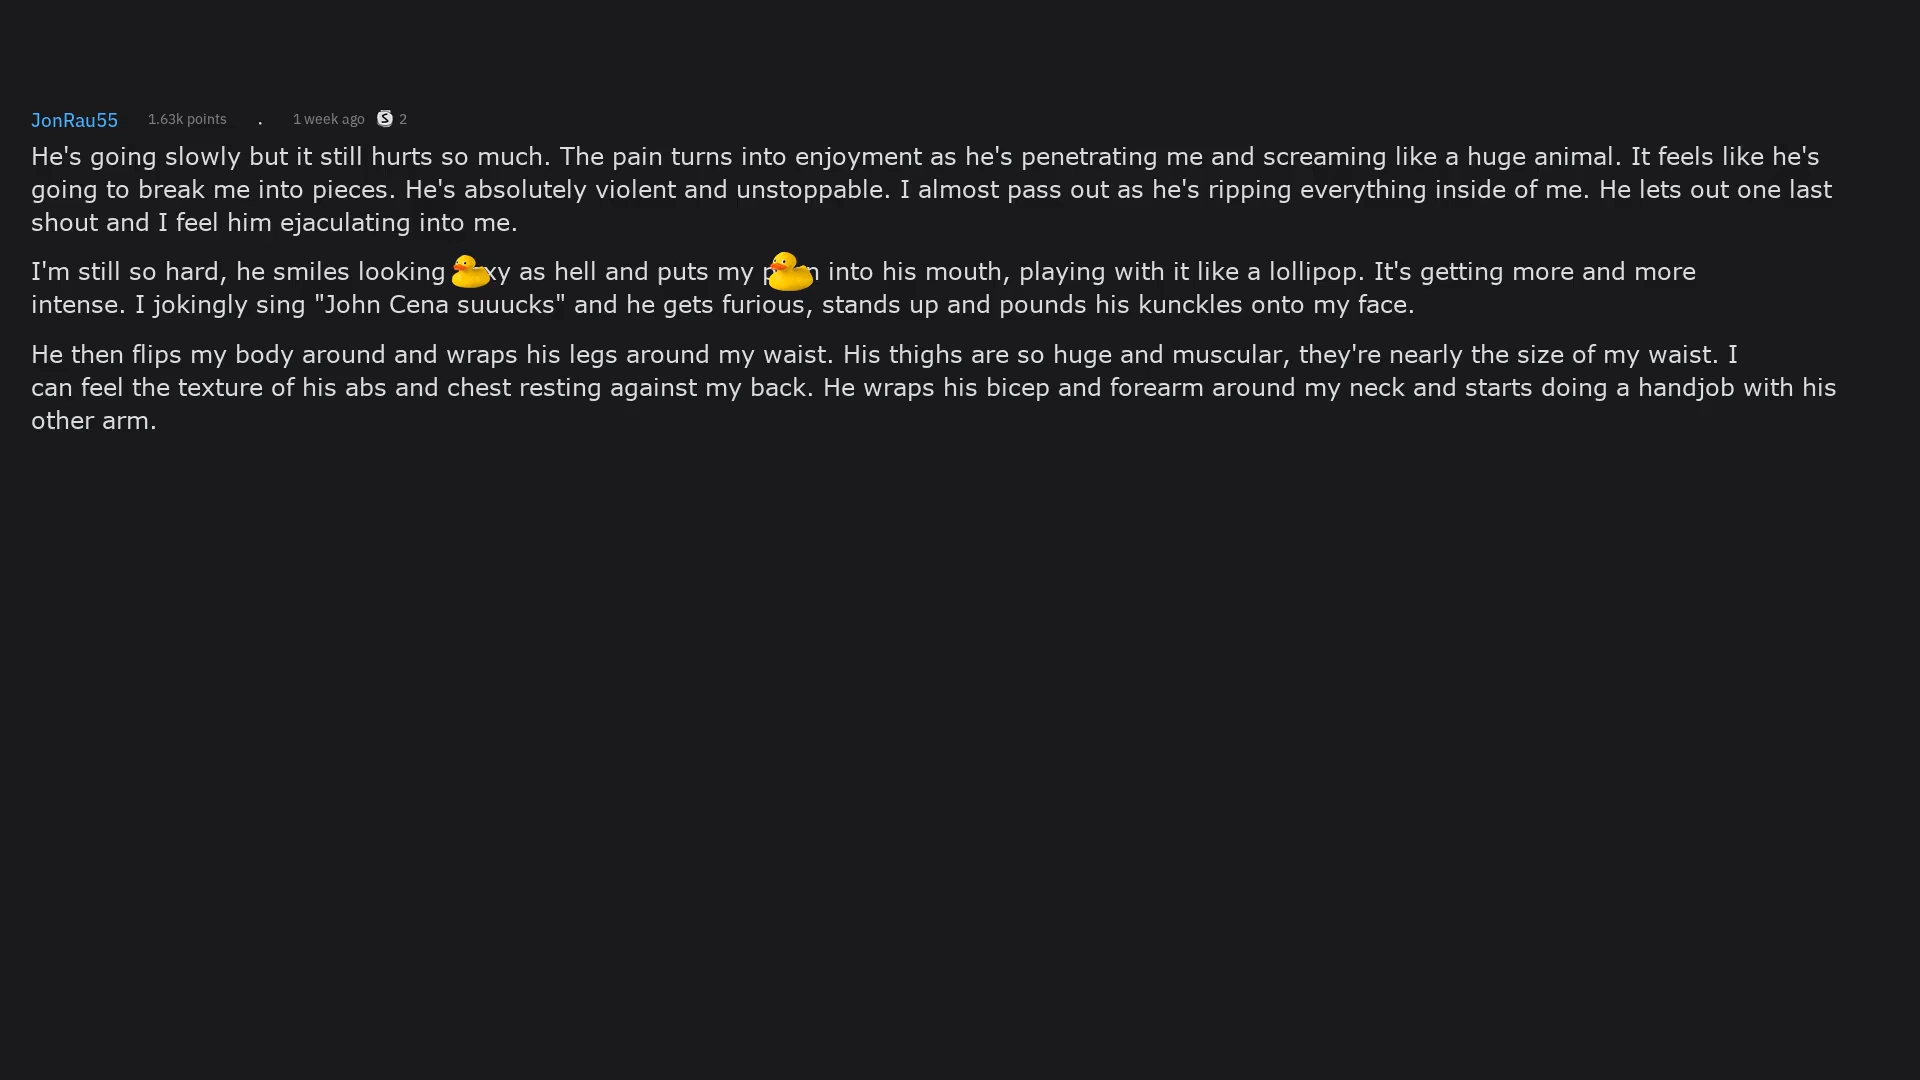 JonRau55 1.63k points . 1 week ago 2
He's going slowly but it still hurts so much. The pain turns into enjoyment as he's penetrating me and screaming like a huge animal. It feels like he's
going to break me into pieces. He's absolutely violent and unstoppable. I almost pass out as he's ripping everything inside of me. He lets out one last
shout and I feel him ejaculating into me.
I'm still so hard, he smiles looking as hell and puts my into his mouth, playing with it like a lollipop. It's getting more and more
intense. I jokingly sing "John Cena suuucks" and he gets furious, stands up and pounds his kunckles onto my face.
He then flips my body around and wraps his legs around my waist. His thighs are so huge and muscular, they're nearly the size of my waist. I
can feel the texture of his abs and chest resting against my back. He wraps his bicep and forearm around my neck and starts doing a handjob with his
other arm.